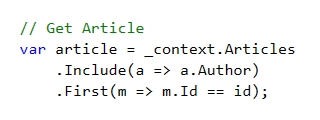 // Get Article
var article = _context.Articles
    .Include(a => a.Author)
    .First(m => m.Id == id);